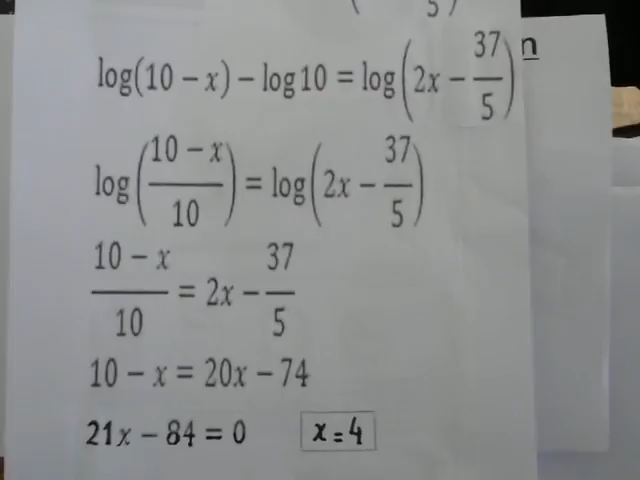 5)
n
log(10 − x) − log 10 = log(2x − 37/5)
log((10 − x)/10) = log(2x − 37/5)
(10 − x)/10 = 2x − 37/5
10 − x = 20x − 74
21x − 84 = 0 x = 4